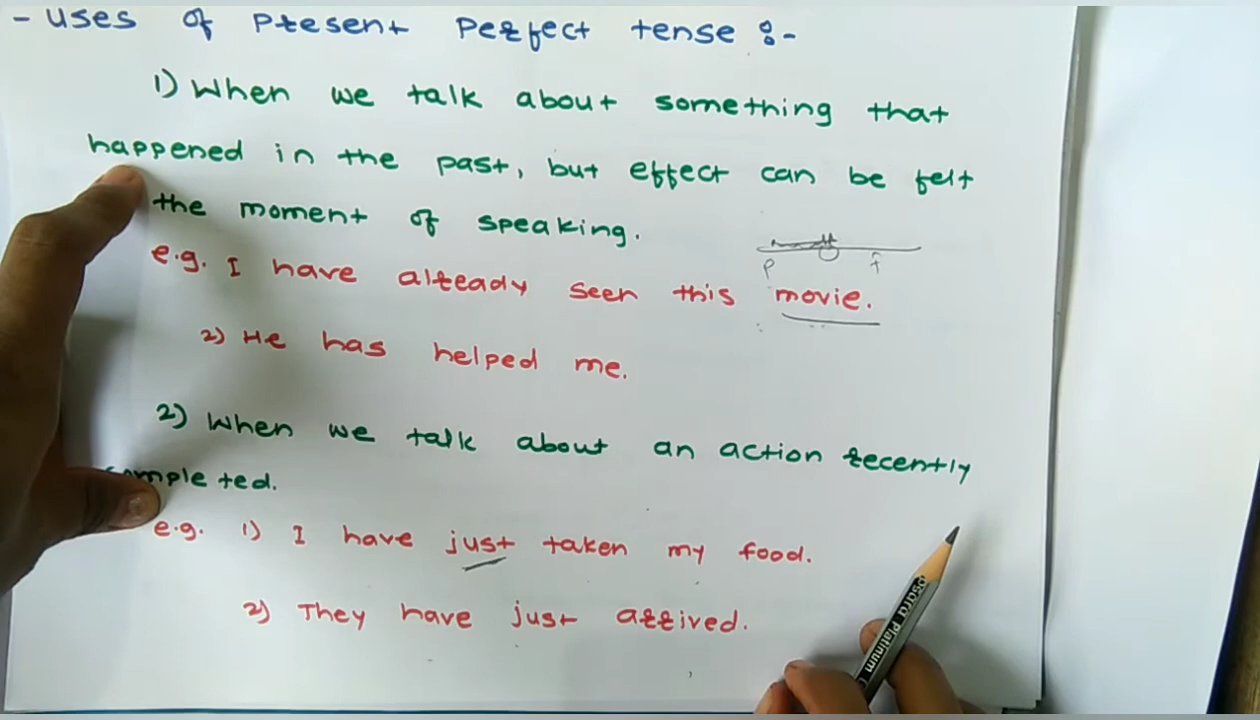 - Uses of Present Perfect tense :-
1) When we talk about something that
happened in the past, but effect can be felt
the moment of speaking.
P F
e.g. I have already seen this movie.
2) He has helped me.
2) When we talk about an action recently
completed.
e.g. 1) I have just taken my food.
2) They have just arrived.
apsara Platinum